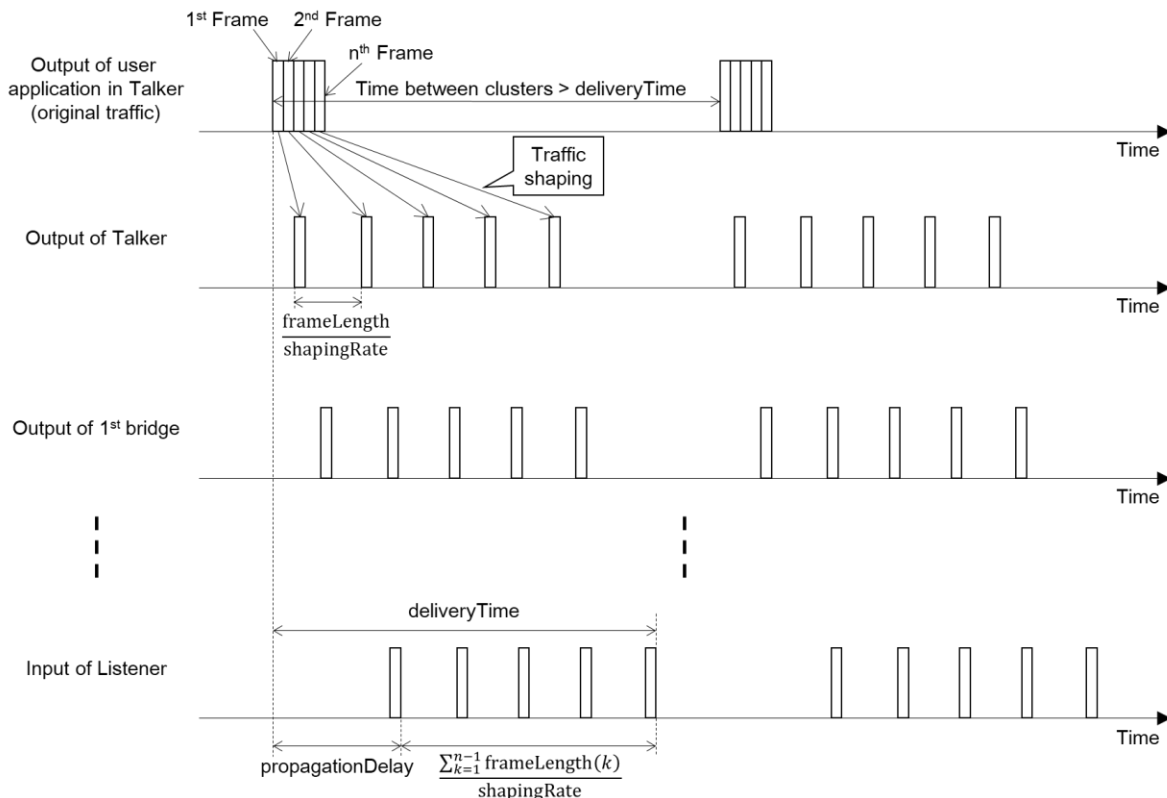 1st Frame
2nd Frame
nth Frame
Output of user
application in Talker
(original traffic)
Time between clusters > deliveryTime
Time
Traffic
shaping
Output of Talker
Time
frameLength
shapingRate
Output of 1st bridge
Time
deliveryTime
Input of Listener
Time
propagationDelay
∑_{k=1}^{n−1} frameLength(k)
shapingRate